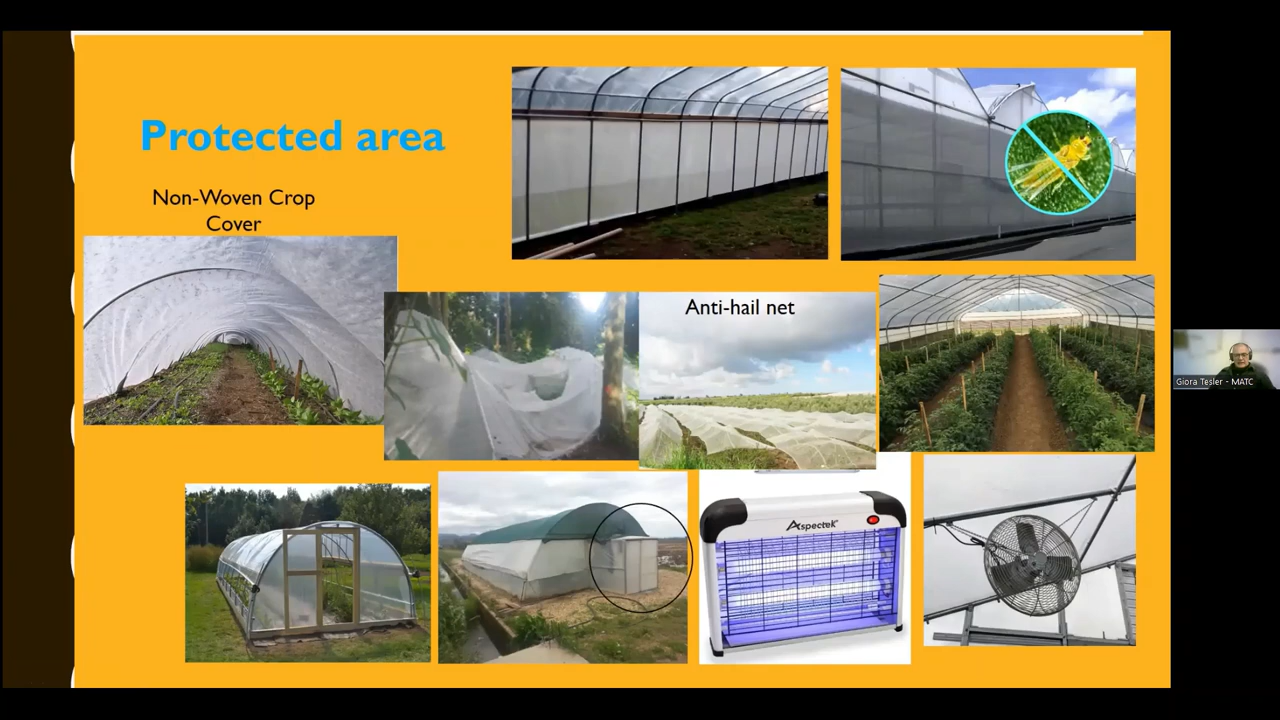 Protected area
Non-Woven Crop
Cover
Anti-hail net
Aspectek
Giora Tesler - MATC